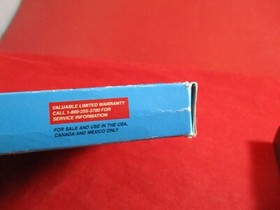 VALUABLE LIMITED WARRANTY
CALL 1-800-255-3700 FOR
SERVICE INFORMATION
FOR SALE AND USE IN THE USA,
CANADA AND MEXICO ONLY